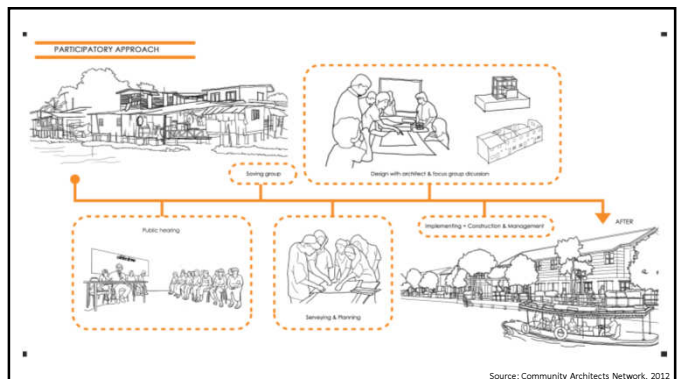 PARTICIPATORY APPROACH
Saving group
Design with architect & focus group disussion
Public hearing
Implementing + Construction & Management
AFTER
Surveying & Planning
Source: Community Architects Network, 2012